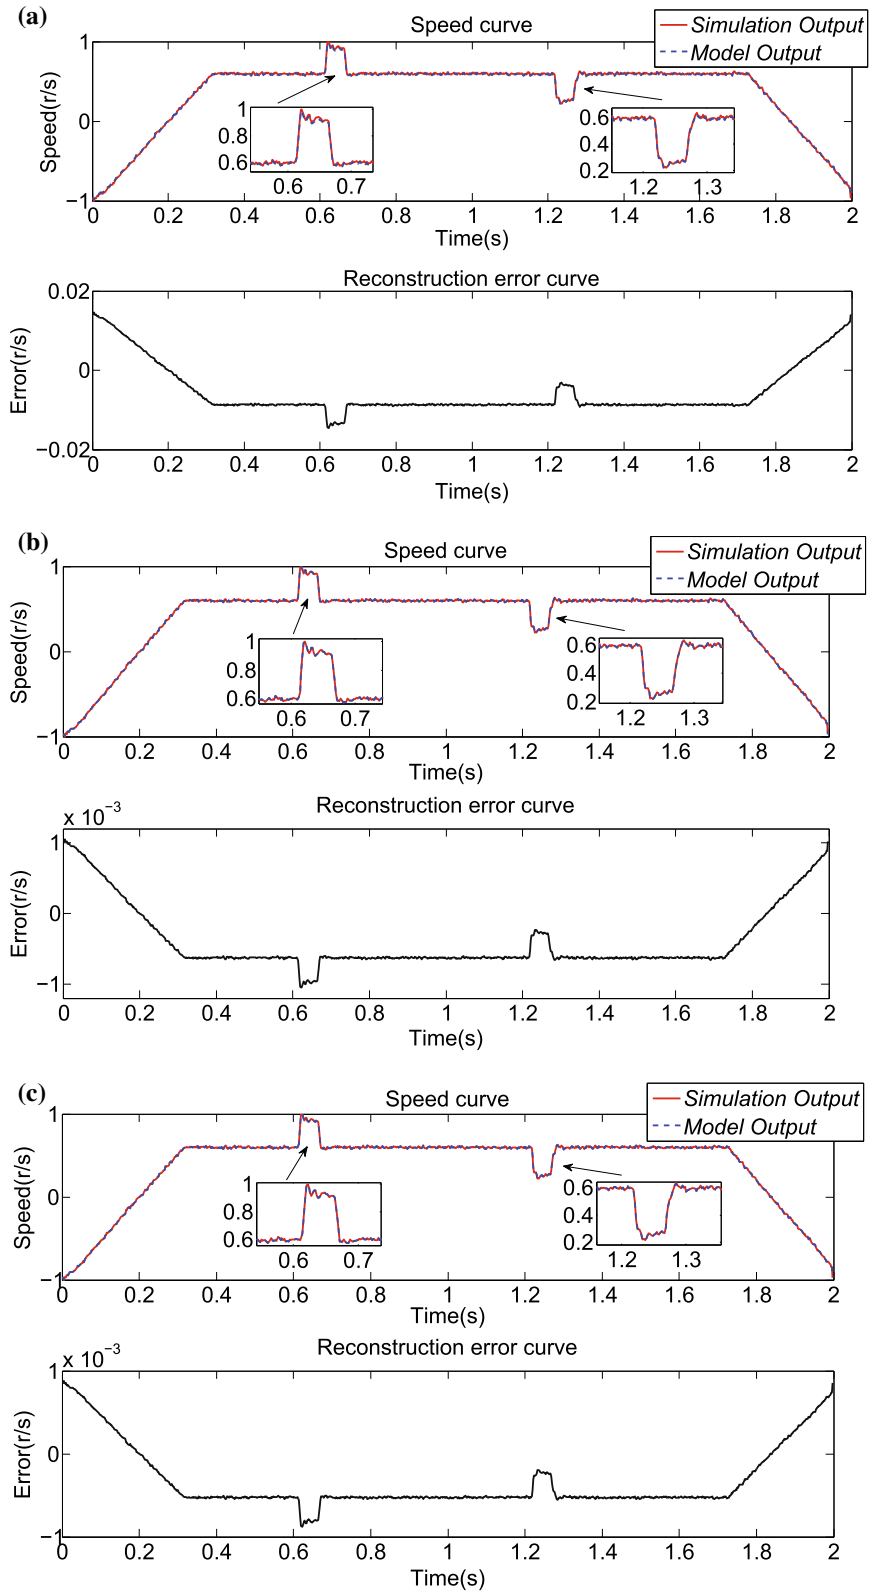 (a)
Speed curve
Simulation Output
Model Output
Speed(r/s)
1
0
−1
1
0.8
0.6
0.6 0.7
0.6
0.4
0.2
1.2 1.3
0 0.2 0.4 0.6 0.8 1 1.2 1.4 1.6 1.8 2
Time(s)
Reconstruction error curve
Error(r/s)
0.02
0
−0.02
0 0.2 0.4 0.6 0.8 1 1.2 1.4 1.6 1.8 2
Time(s)
(b)
Speed curve
Simulation Output
Model Output
Speed(r/s)
1
0
−1
1
0.8
0.6
0.6 0.7
0.6
0.4
0.2
1.2 1.3
0 0.2 0.4 0.6 0.8 1 1.2 1.4 1.6 1.8 2
Time(s)
x 10⁻³
Reconstruction error curve
Error(r/s)
1
0
−1
0 0.2 0.4 0.6 0.8 1 1.2 1.4 1.6 1.8 2
Time(s)
(c)
Speed curve
Simulation Output
Model Output
Speed(r/s)
1
0
−1
1
0.8
0.6
0.6 0.7
0.6
0.4
0.2
1.2 1.3
0 0.2 0.4 0.6 0.8 1 1.2 1.4 1.6 1.8 2
Time(s)
x 10⁻³
Reconstruction error curve
Error(r/s)
1
0
−1
0 0.2 0.4 0.6 0.8 1 1.2 1.4 1.6 1.8 2
Time(s)